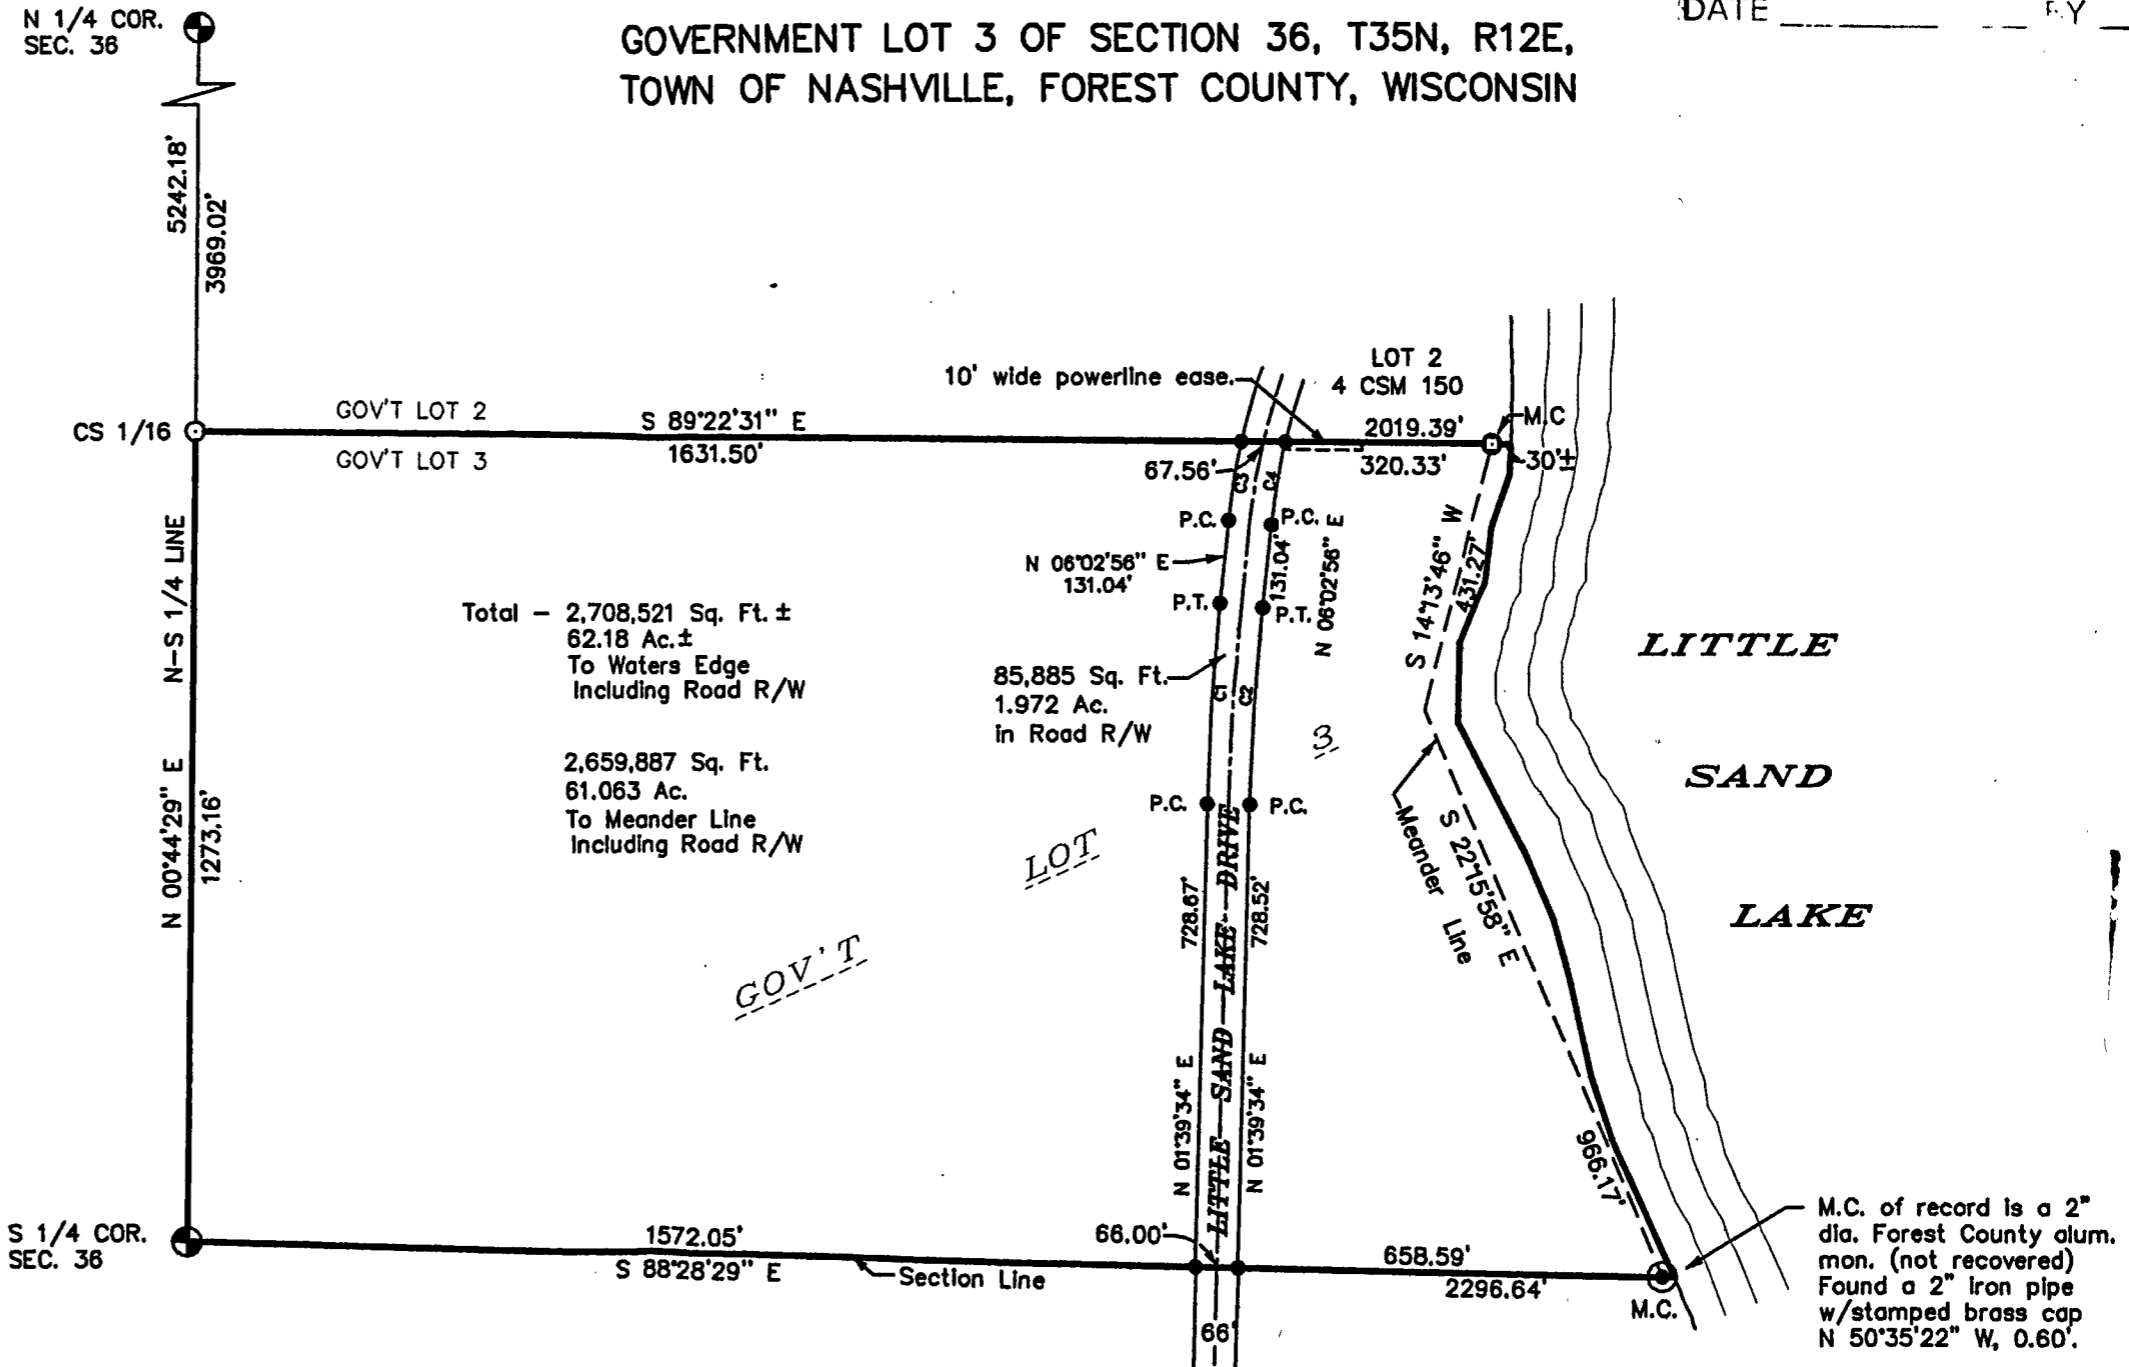 N 1/4 COR.
SEC. 36
GOVERNMENT LOT 3 OF SECTION 36, T35N, R12E,
TOWN OF NASHVILLE, FOREST COUNTY, WISCONSIN
DATE
5242.18'
3969.02'
LOT 2
4 CSM 150
10' wide powerline ease.
CS 1/16
GOV'T LOT 2
GOV'T LOT 3
S 89°22'31" E
1631.50'
2019.39'
320.33'
M.C
30'±
67.56'
C3
C4
P.C.
P.C.
N 06°02'56" E
131.04'
131.04'
N 06°02'56" E
P.T.
P.T.
S 14°13'46" W
431.27'
N-S 1/4 LINE
N 00°44'29" E
1273.16'
Total - 2,708,521 Sq. Ft. ±
62.18 Ac.±
To Waters Edge
Including Road R/W
2,659,887 Sq. Ft.
61.063 Ac.
To Meander Line
Including Road R/W
85,885 Sq. Ft.
1.972 Ac.
in Road R/W
C1
C2
P.C.
P.C.
GOV'T
LOT
3
LITTLE
SAND
LAKE
Meander Line
S 22°15'58" E
966.17'
728.67'
728.52'
N 01°39'34" E
N 01°39'34" E
LITTLE SAND LAKE DRIVE
S 1/4 COR.
SEC. 36
1572.05'
S 88°28'29" E
Section Line
66.00'
658.59'
2296.64'
66'
M.C.
M.C. of record is a 2"
dia. Forest County alum.
mon. (not recovered)
Found a 2" iron pipe
w/stamped brass cap
N 50°35'22" W, 0.60'.